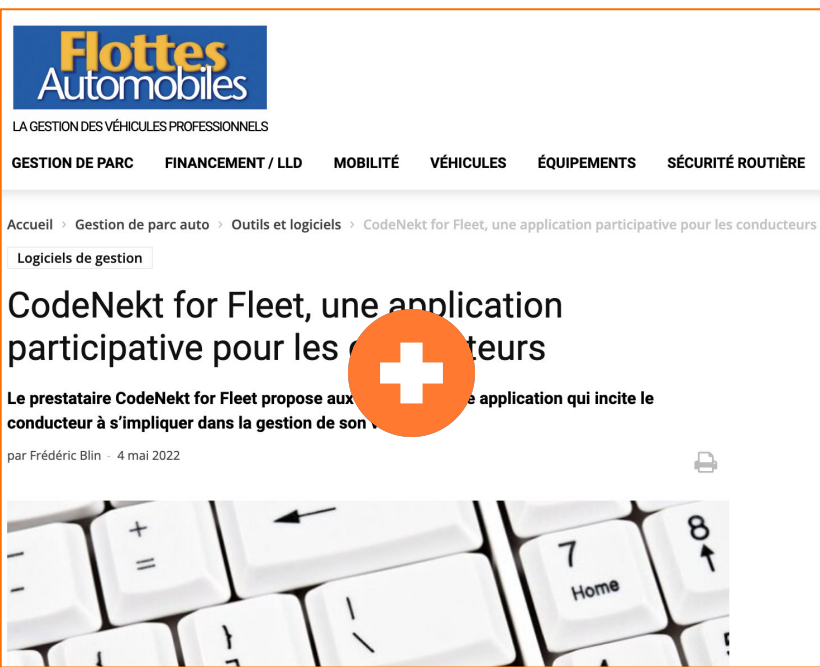 Flottes
Automobiles
LA GESTION DES VÉHICULES PROFESSIONNELS
GESTION DE PARC FINANCEMENT / LLD MOBILITÉ VÉHICULES ÉQUIPEMENTS SÉCURITÉ ROUTIÈRE
Accueil › Gestion de parc auto › Outils et logiciels › CodeNekt for Fleet, une application participative pour les conducteurs
Logiciels de gestion
CodeNekt for Fleet, une application
participative pour les teurs
Le prestataire CodeNekt for Fleet propose aux application qui incite le
conducteur à s’impliquer dans la gestion de son
par Frédéric Blin - 4 mai 2022
+
=
7
Home
8